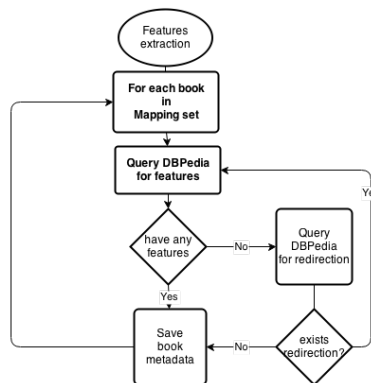 Features
extraction
For each book
in
Mapping set
Query DBPedia
for features
have any
features
No
Query
DBPedia
for redirection
Yes
Save
book
metadata
No
exists
redirection?